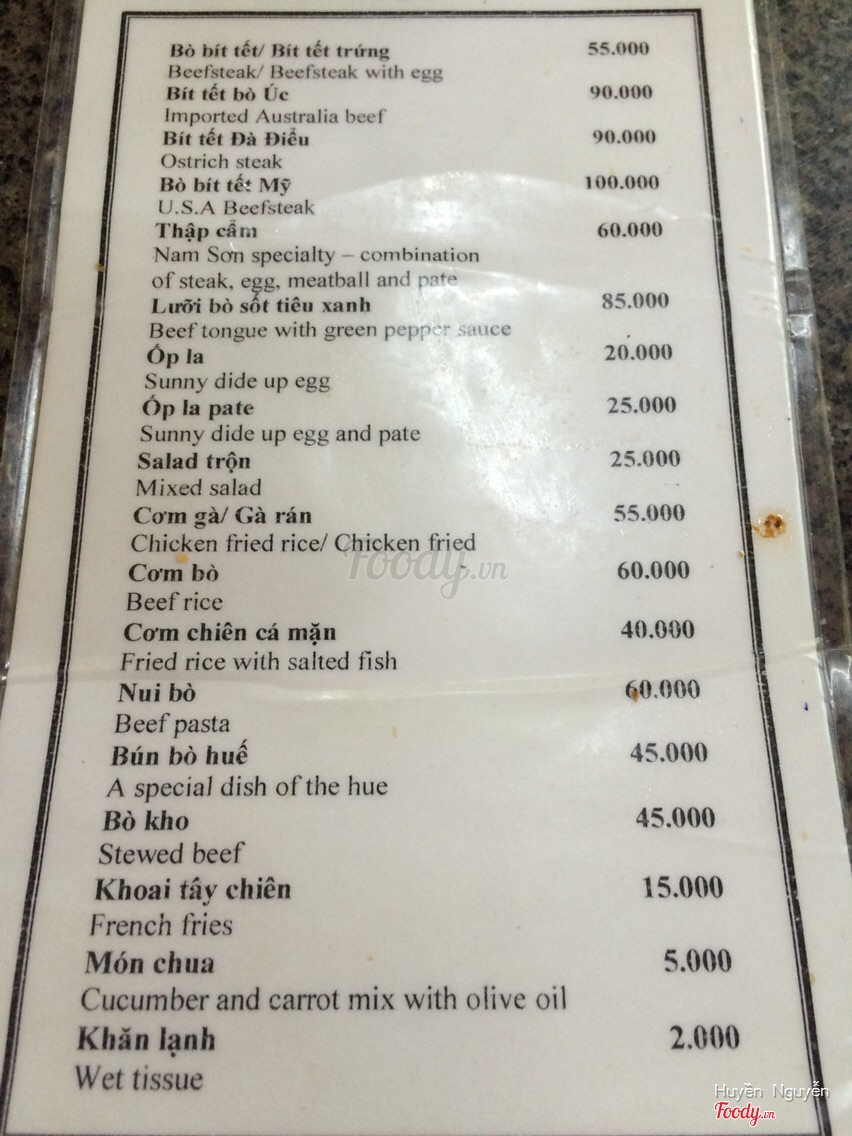 Bò bít tết/ Bít tết trứng 55.000
Beefsteak/ Beefsteak with egg
Bít tết bò Úc 90.000
Imported Australia beef
Bít tết Đà Điểu 90.000
Ostrich steak
Bò bít tết Mỹ 100.000
U.S.A Beefsteak
Thập cẩm 60.000
Nam Sơn specialty – combination
of steak, egg, meatball and pate
Lưỡi bò sốt tiêu xanh 85.000
Beef tongue with green pepper sauce
Ốp la 20.000
Sunny dide up egg
Ốp la pate 25.000
Sunny dide up egg and pate
Salad trộn 25.000
Mixed salad
Cơm gà/ Gà rán 55.000
Chicken fried rice/ Chicken fried
Foody.vn
Cơm bò 60.000
Beef rice
Cơm chiên cá mặn 40.000
Fried rice with salted fish
Nui bò 60.000
Beef pasta
Bún bò huế 45.000
A special dish of the hue
Bò kho 45.000
Stewed beef
Khoai tây chiên 15.000
French fries
Món chua 5.000
Cucumber and carrot mix with olive oil
Khăn lạnh 2.000
Wet tissue
Huyền Nguyễn
Foody.vn